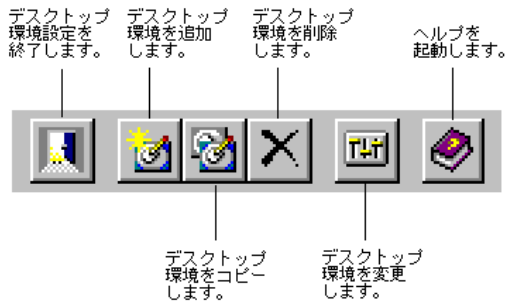 デスクトップ
環境設定を
終了します。
デスクトップ
環境を追加
します。
デスクトップ
環境を削除
します。
ヘルプを
起動します。
デスクトップ
環境をコピー
します。
デスクトップ
環境を変更
します。